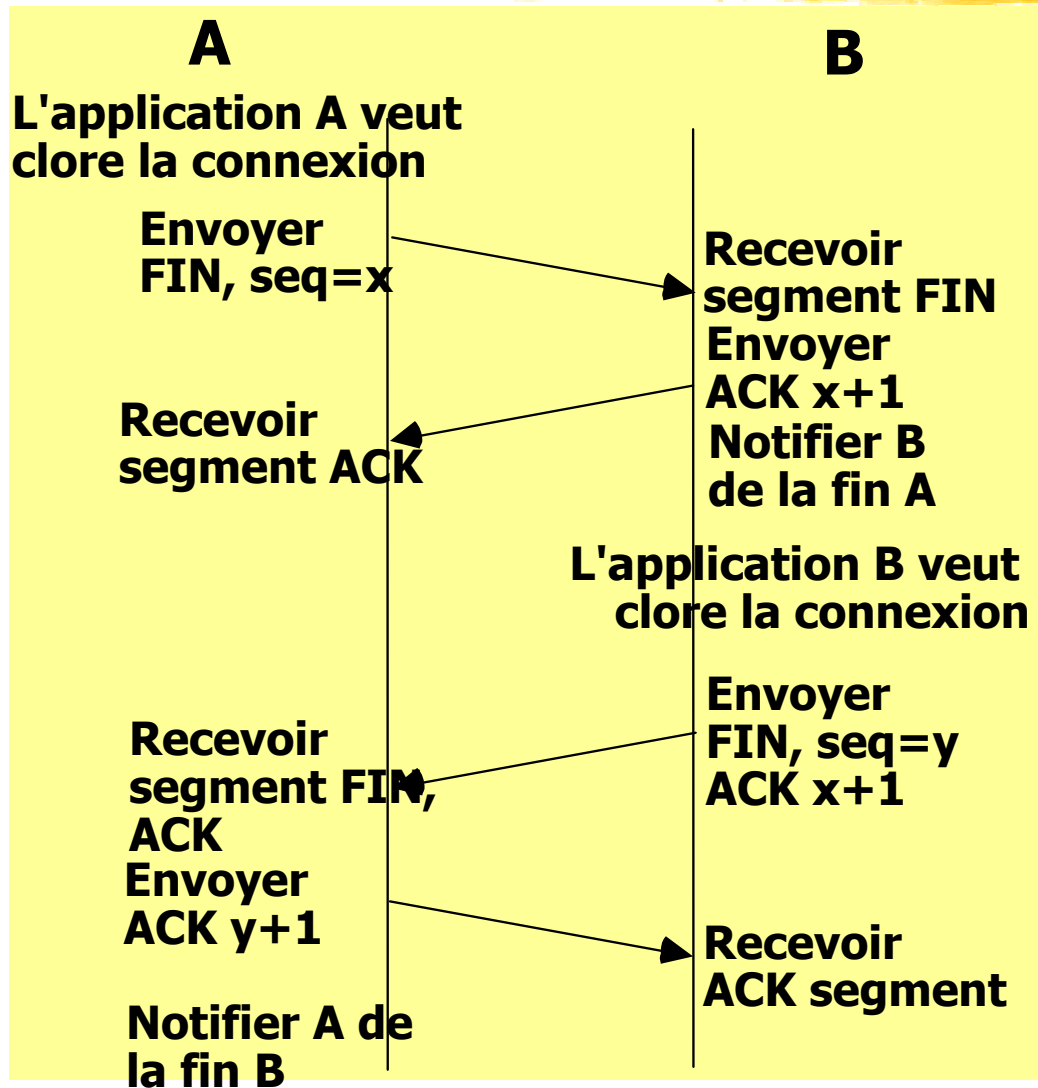 A
B
L'application A veut
clore la connexion
Envoyer
FIN, seq=x
Recevoir
segment FIN
Envoyer
ACK x+1
Notifier B
de la fin A
Recevoir
segment ACK
L'application B veut
clore la connexion
Envoyer
FIN, seq=y
ACK x+1
Recevoir
segment FIN,
ACK
Envoyer
ACK y+1
Recevoir
ACK segment
Notifier A de
la fin B